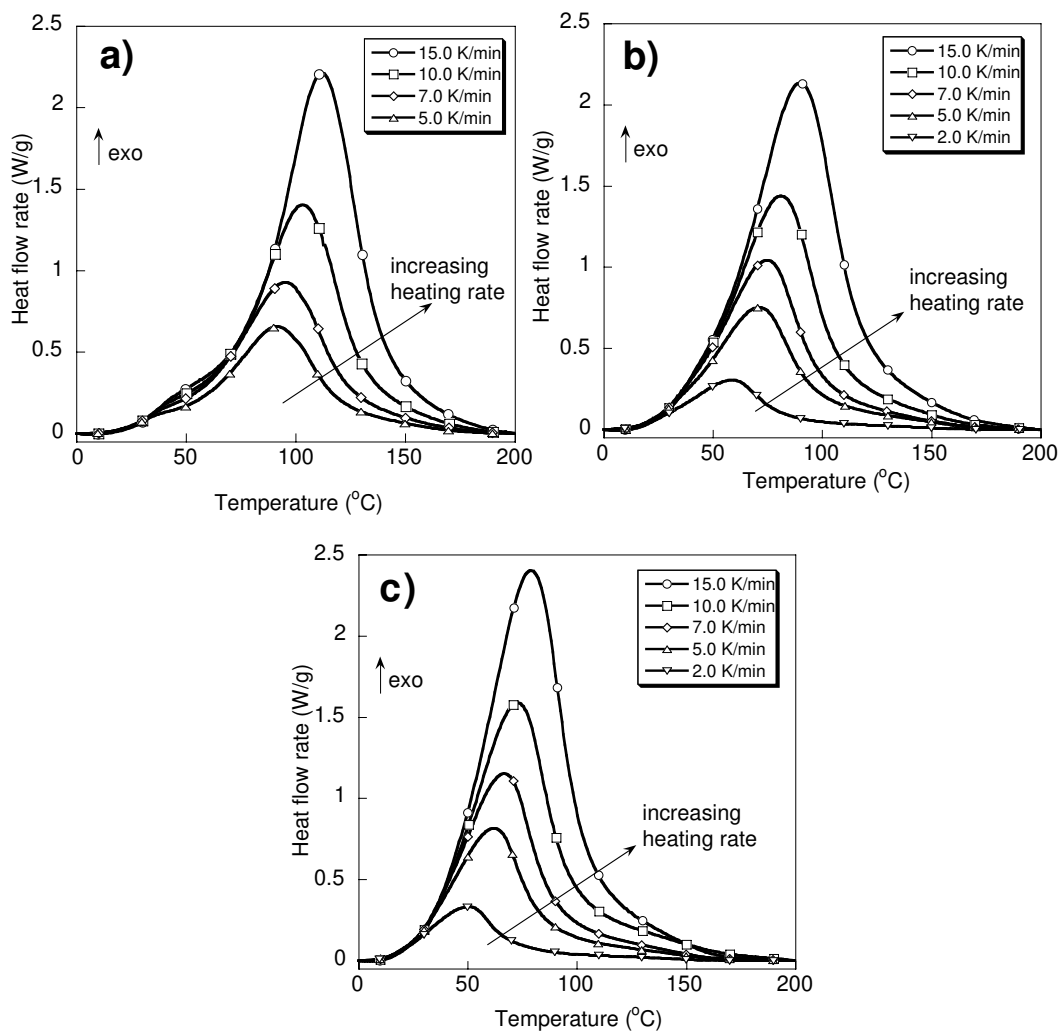 a)
15.0 K/min
10.0 K/min
7.0 K/min
5.0 K/min
exo
increasing
heating rate
Heat flow rate (W/g)
2.5
2
1.5
1
0.5
0
0 50 100 150 200
Temperature (°C)
b)
15.0 K/min
10.0 K/min
7.0 K/min
5.0 K/min
2.0 K/min
exo
increasing
heating rate
Heat flow rate (W/g)
2.5
2
1.5
1
0.5
0
0 50 100 150 200
Temperature (°C)
c)
15.0 K/min
10.0 K/min
7.0 K/min
5.0 K/min
2.0 K/min
exo
increasing
heating rate
Heat flow rate (W/g)
2.5
2
1.5
1
0.5
0
0 50 100 150 200
Temperature (°C)